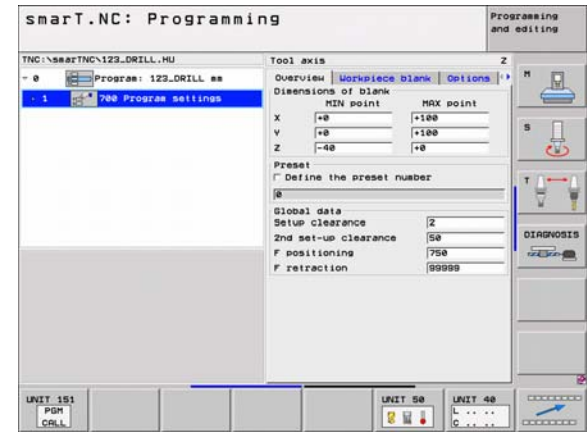 smarT.NC: Programming
Programming
and editing
TNC:\smarTNC\123_DRILL.HU
- 0 Program: 123_DRILL mm
- 1 700 Program settings
Tool axis Z
Overview Workpiece blank Options
Dimensions of blank
MIN point MAX point
X +0 +100
Y +0 +100
Z -40 +0
Preset
Define the preset number
0
Global data
Setup clearance 2
2nd set-up clearance 50
F positioning 750
F retraction 99999
M
S
T
DIAGNOSIS
UNIT 151
PGM
CALL
UNIT 50
UNIT 40
L .. ..
C .. ..